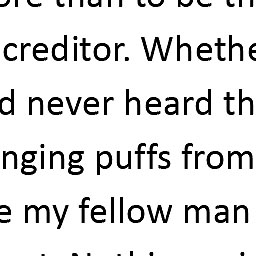 ore than to be th
creditor. Whethe
d never heard th
nging puffs from
e my fellow man